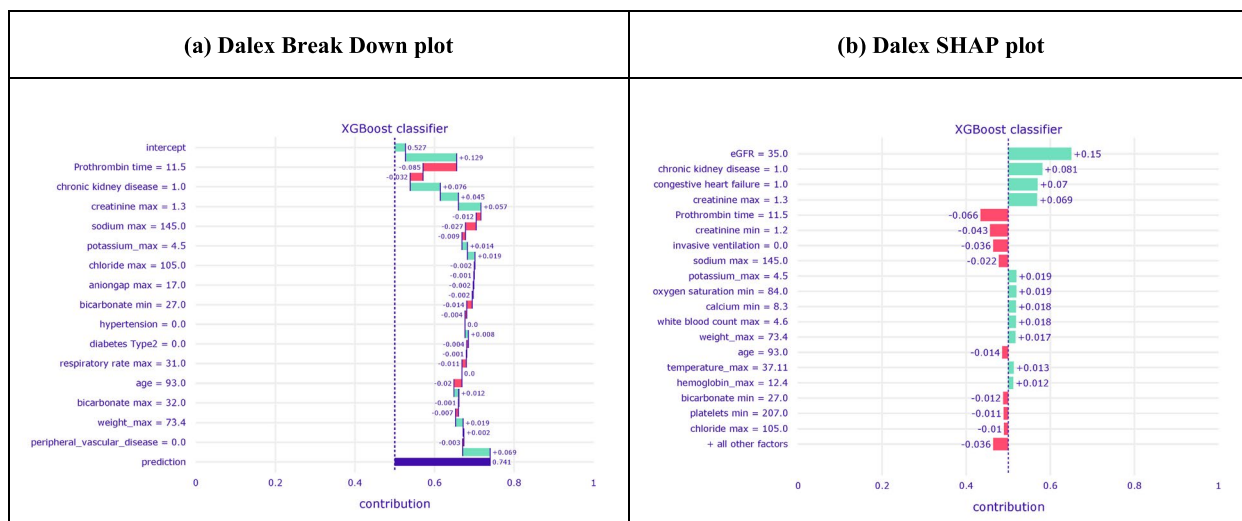 (a) Dalex Break Down plot
(b) Dalex SHAP plot
XGBoost classifier
intercept
0.527
+0.129
Prothrombin time = 11.5
-0.085
-0.032
chronic kidney disease = 1.0
+0.076
+0.045
creatinine max = 1.3
+0.057
-0.012
sodium max = 145.0
-0.027
-0.009
potassium_max = 4.5
+0.014
+0.019
chloride max = 105.0
-0.002
-0.001
aniongap max = 17.0
-0.002
-0.002
bicarbonate min = 27.0
-0.014
-0.004
hypertension = 0.0
0.0
+0.008
diabetes Type2 = 0.0
-0.004
-0.001
respiratory rate max = 31.0
-0.011
0.0
age = 93.0
-0.02
+0.012
bicarbonate max = 32.0
-0.001
-0.007
weight_max = 73.4
+0.019
+0.002
peripheral_vascular_disease = 0.0
-0.003
+0.069
prediction
0.741
0 0.2 0.4 0.6 0.8 1
contribution
XGBoost classifier
eGFR = 35.0
+0.15
chronic kidney disease = 1.0
+0.081
congestive heart failure = 1.0
+0.07
creatinine max = 1.3
+0.069
Prothrombin time = 11.5
-0.066
creatinine min = 1.2
-0.043
invasive ventilation = 0.0
-0.036
sodium max = 145.0
-0.022
potassium_max = 4.5
+0.019
oxygen saturation min = 84.0
+0.019
calcium min = 8.3
+0.018
white blood count max = 4.6
+0.018
weight_max = 73.4
+0.017
age = 93.0
-0.014
temperature_max = 37.11
+0.013
hemoglobin_max = 12.4
+0.012
bicarbonate min = 27.0
-0.012
platelets min = 207.0
-0.011
chloride max = 105.0
-0.01
+ all other factors
-0.036
0 0.2 0.4 0.6 0.8 1
contribution